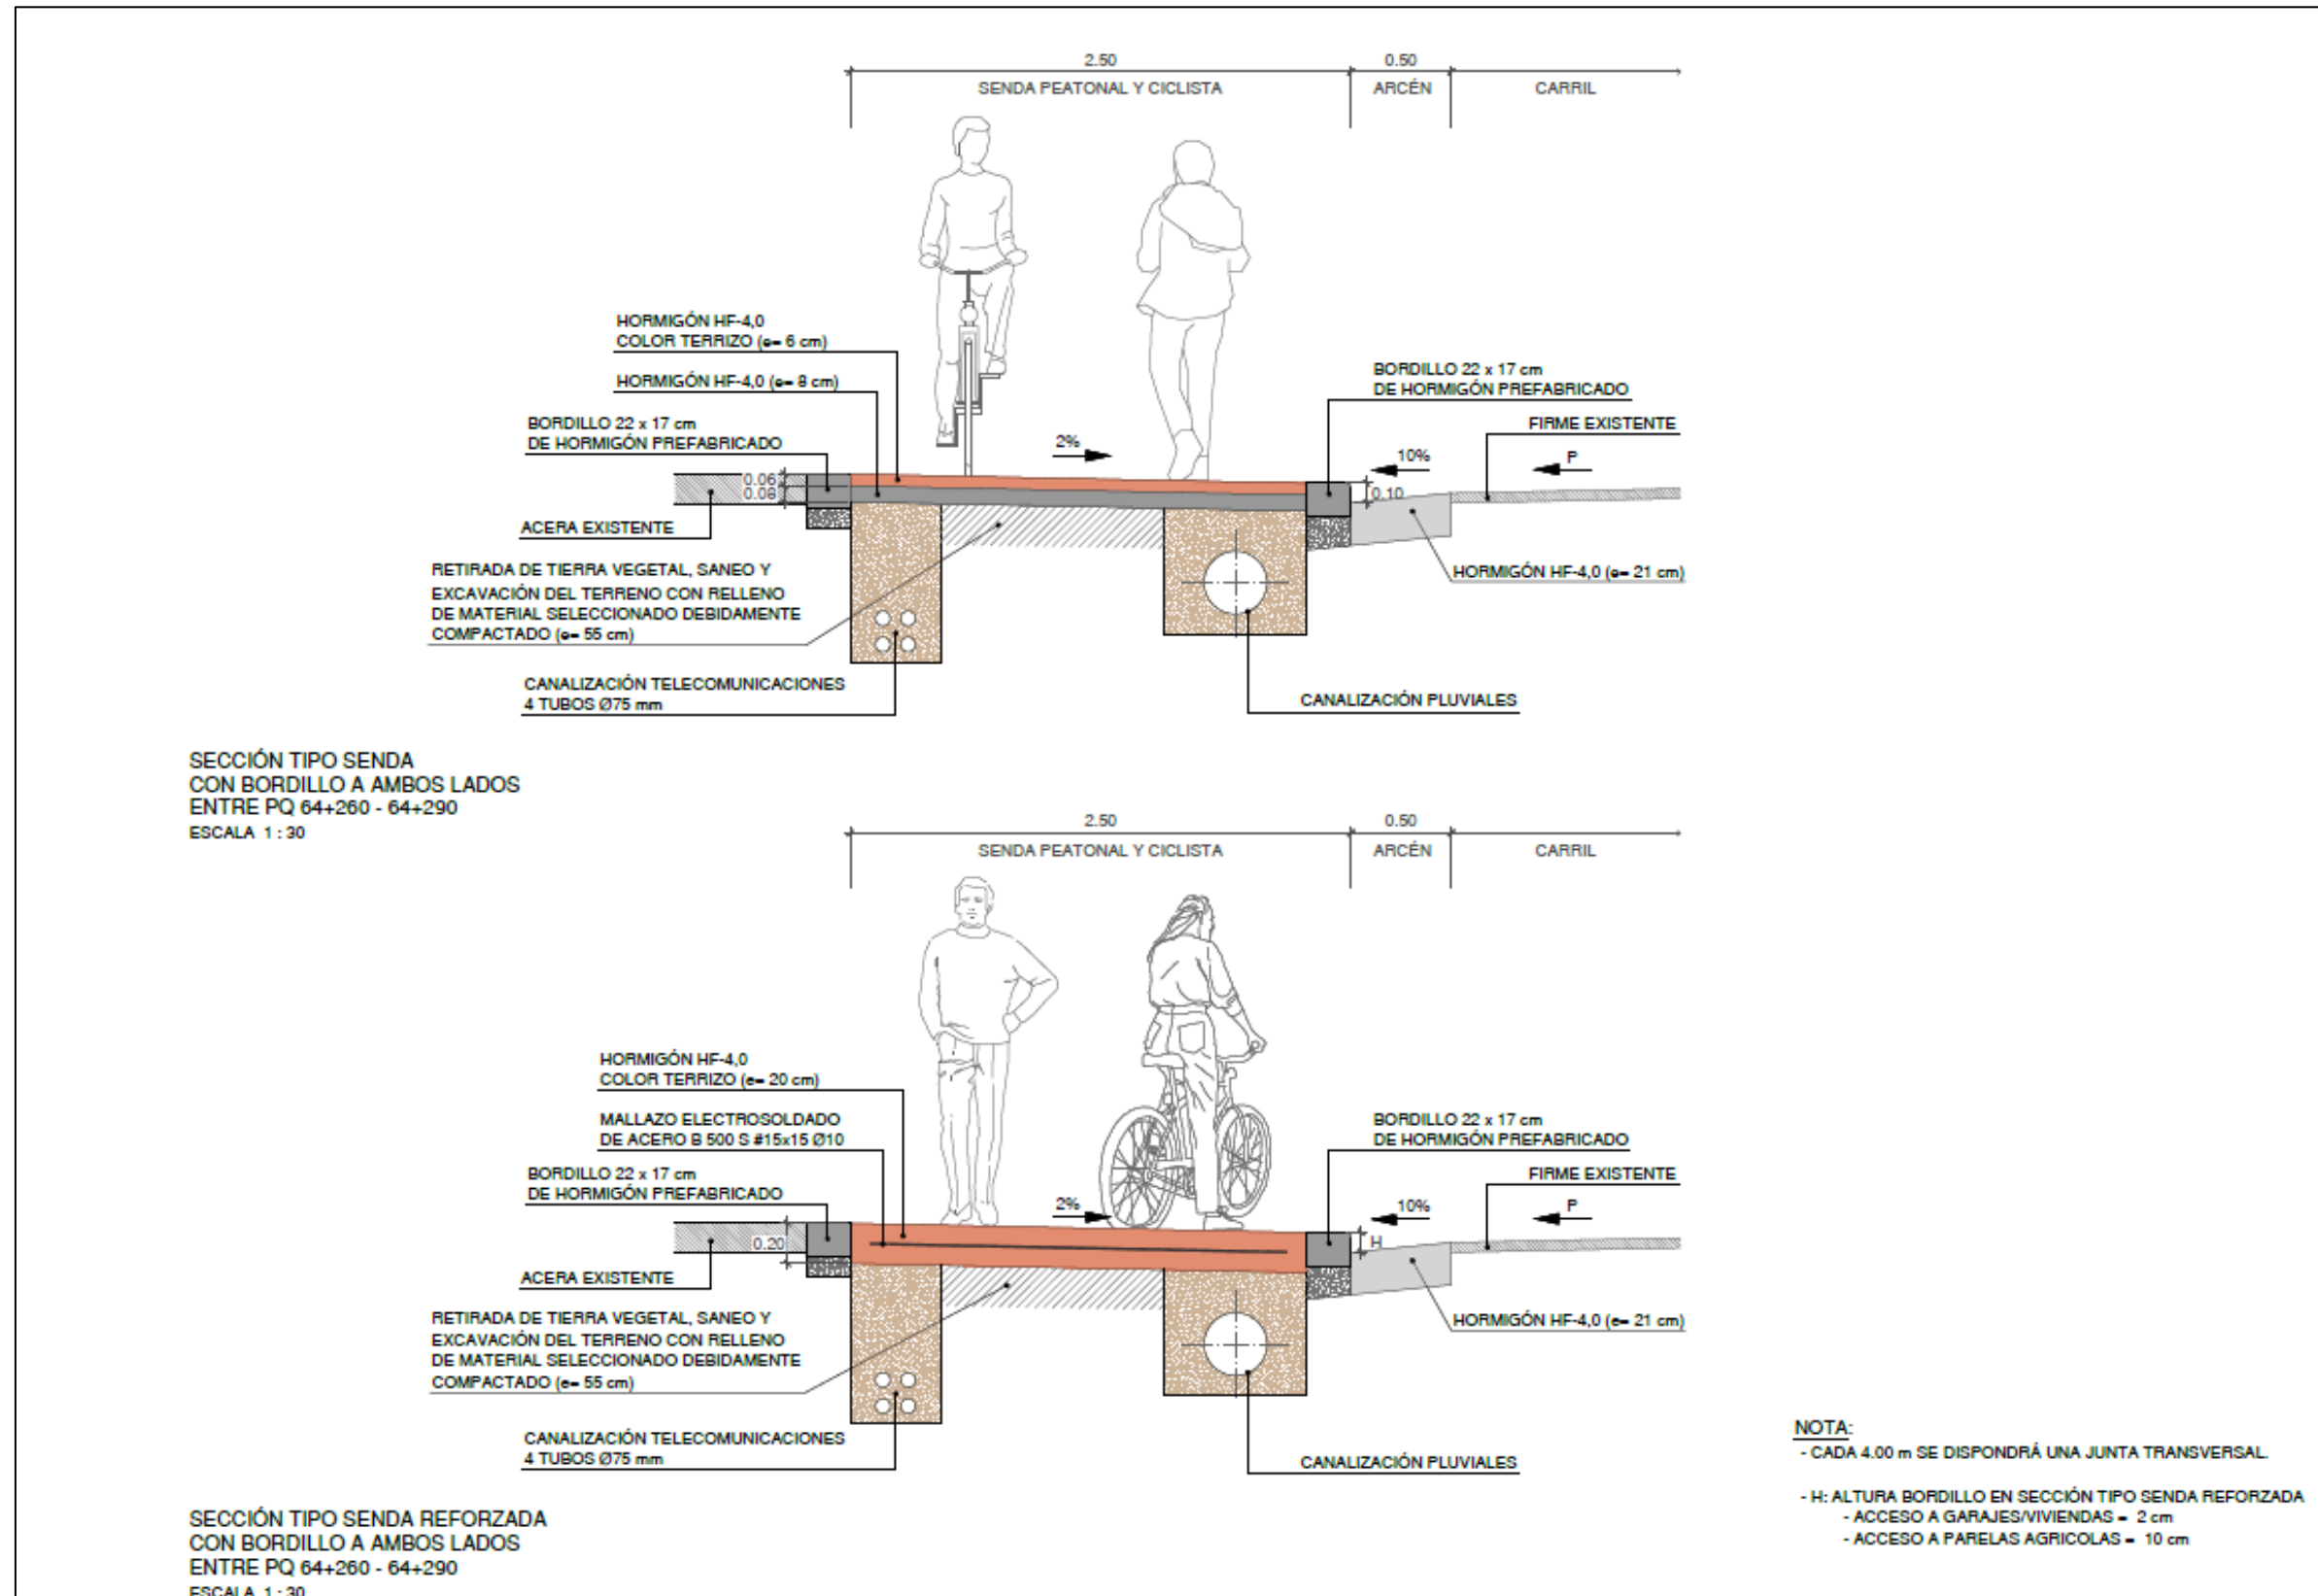 2.50
0.50
SENDA PEATONAL Y CICLISTA
ARCÉN
CARRIL
HORMIGÓN HF-4,0
COLOR TERRIZO (e= 6 cm)
HORMIGÓN HF-4,0 (e= 8 cm)
BORDILLO 22 x 17 cm
DE HORMIGÓN PREFABRICADO
BORDILLO 22 x 17 cm
DE HORMIGÓN PREFABRICADO
FIRME EXISTENTE
2%
10%
P
0.06
0.08
0.10
ACERA EXISTENTE
RETIRADA DE TIERRA VEGETAL, SANEO Y
EXCAVACIÓN DEL TERRENO CON RELLENO
DE MATERIAL SELECCIONADO DEBIDAMENTE
COMPACTADO (e= 55 cm)
HORMIGÓN HF-4,0 (e= 21 cm)
CANALIZACIÓN TELECOMUNICACIONES
4 TUBOS Ø75 mm
CANALIZACIÓN PLUVIALES
SECCIÓN TIPO SENDA
CON BORDILLO A AMBOS LADOS
ENTRE PQ 64+260 - 64+290
ESCALA 1 : 30
2.50
0.50
SENDA PEATONAL Y CICLISTA
ARCÉN
CARRIL
HORMIGÓN HF-4,0
COLOR TERRIZO (e= 20 cm)
MALLAZO ELECTROSOLDADO
DE ACERO B 500 S #15x15 Ø10
BORDILLO 22 x 17 cm
DE HORMIGÓN PREFABRICADO
BORDILLO 22 x 17 cm
DE HORMIGÓN PREFABRICADO
FIRME EXISTENTE
2%
10%
P
0.20
H
ACERA EXISTENTE
RETIRADA DE TIERRA VEGETAL, SANEO Y
EXCAVACIÓN DEL TERRENO CON RELLENO
DE MATERIAL SELECCIONADO DEBIDAMENTE
COMPACTADO (e= 55 cm)
HORMIGÓN HF-4,0 (e= 21 cm)
CANALIZACIÓN TELECOMUNICACIONES
4 TUBOS Ø75 mm
CANALIZACIÓN PLUVIALES
SECCIÓN TIPO SENDA REFORZADA
CON BORDILLO A AMBOS LADOS
ENTRE PQ 64+260 - 64+290
ESCALA 1 : 30
NOTA:
- CADA 4.00 m SE DISPONDRÁ UNA JUNTA TRANSVERSAL.
- H: ALTURA BORDILLO EN SECCIÓN TIPO SENDA REFORZADA
- ACCESO A GARAJES/VIVIENDAS = 2 cm
- ACCESO A PARELAS AGRICOLAS = 10 cm